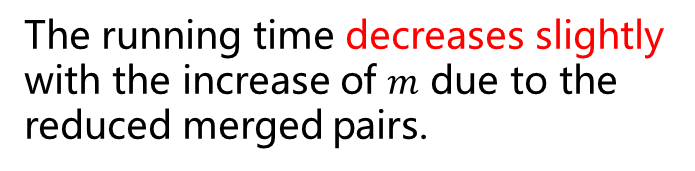 The running time decreases slightly
with the increase of m due to the
reduced merged pairs.